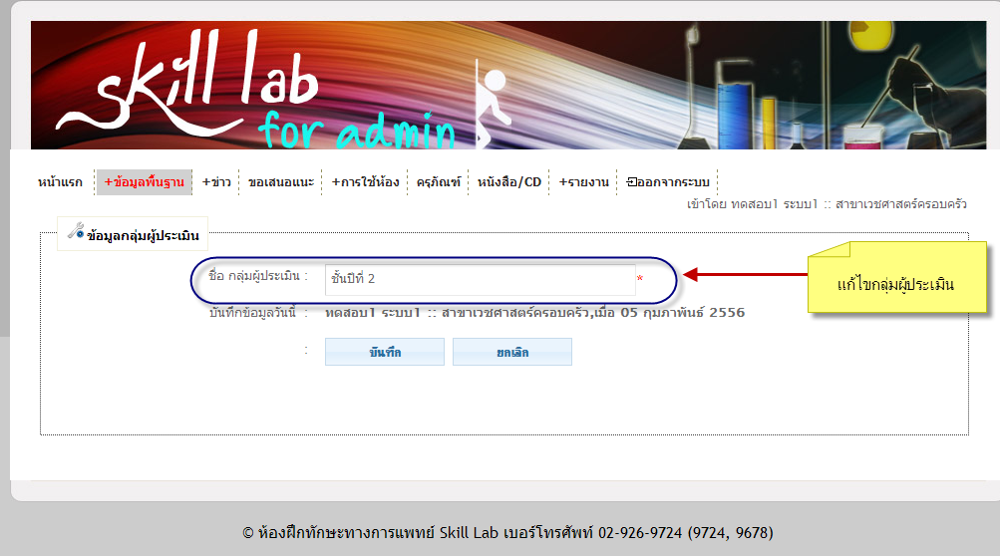 skill lab
for admin
หน้าแรก +ข้อมูลพื้นฐาน +ข่าว ขอเสนอแนะ +การใช้ห้อง ครุภัณฑ์ หนังสือ/CD +รายงาน ออกจากระบบ
เข้าโดย ทดสอบ1 ระบบ1 :: สาขาเวชศาสตร์ครอบครัว
ข้อมูลกลุ่มผู้ประเมิน
ชื่อ กลุ่มผู้ประเมิน : ชั้นปีที่ 2 *
แก้ไขกลุ่มผู้ประเมิน
บันทึกข้อมูลวันนี้ : ทดสอบ1 ระบบ1 :: สาขาเวชศาสตร์ครอบครัว,เมื่อ 05 กุมภาพันธ์ 2556
: บันทึก ยกเลิก
© ห้องฝึกทักษะทางการแพทย์ Skill Lab เบอร์โทรศัพท์ 02-926-9724 (9724, 9678)